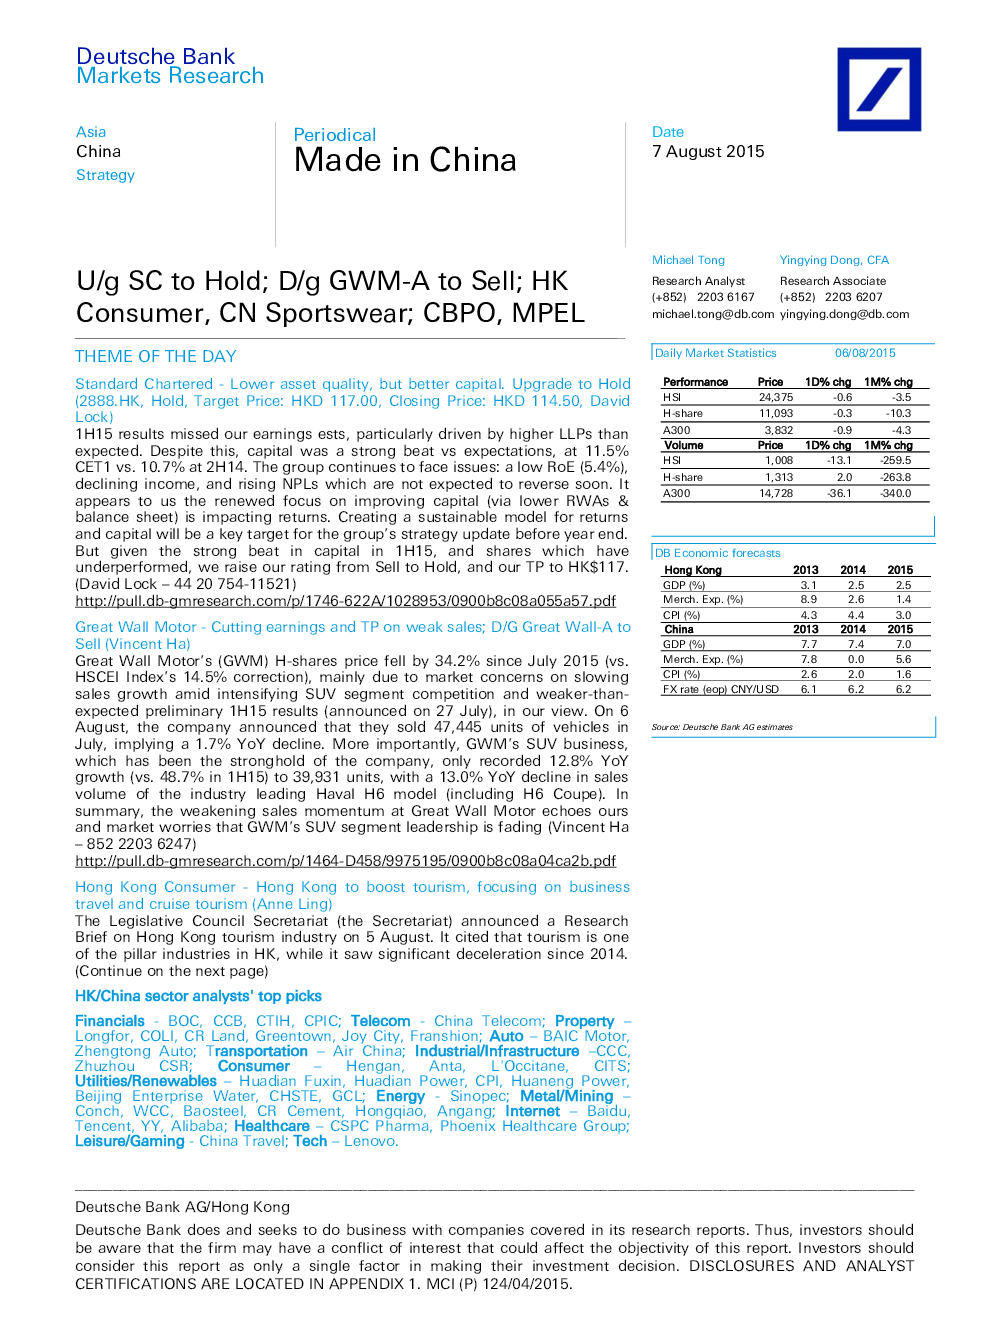 Deutsche Bank
Markets Research
Asia
China
Strategy
Periodical
Made in China
Date
7 August 2015
U/g SC to Hold; D/g GWM-A to Sell; HK
Consumer, CN Sportswear; CBPO, MPEL
THEME OF THE DAY
Standard Chartered - Lower asset quality, but better capital. Upgrade to Hold
(2888.HK, Hold, Target Price: HKD 117.00, Closing Price: HKD 114.50, David
Lock)
1H15 results missed our earnings ests, particularly driven by higher LLPs than
expected. Despite this, capital was a strong beat vs expectations, at 11.5%
CET1 vs. 10.7% at 2H14. The group continues to face issues: a low RoE (5.4%),
declining income, and rising NPLs which are not expected to reverse soon. It
appears to us the renewed focus on improving capital (via lower RWAs &
balance sheet) is impacting returns. Creating a sustainable model for returns
and capital will be a key target for the group's strategy update before year end.
But given the strong beat in capital in 1H15, and shares which have
underperformed, we raise our rating from Sell to Hold, and our TP to HK$117.
(David Lock – 44 20 754-11521)
http://pull.db-gmresearch.com/p/1746-622A/1028953/0900b8c08a055a57.pdf
Great Wall Motor - Cutting earnings and TP on weak sales; D/G Great Wall-A to
Sell (Vincent Ha)
Great Wall Motor's (GWM) H-shares price fell by 34.2% since July 2015 (vs.
HSCEI Index's 14.5% correction), mainly due to market concerns on slowing
sales growth amid intensifying SUV segment competition and weaker-than-
expected preliminary 1H15 results (announced on 27 July), in our view. On 6
August, the company announced that they sold 47,445 units of vehicles in
July, implying a 1.7% YoY decline. More importantly, GWM's SUV business,
which has been the stronghold of the company, only recorded 12.8% YoY
growth (vs. 48.7% in 1H15) to 39,931 units, with a 13.0% YoY decline in sales
volume of the industry leading Haval H6 model (including H6 Coupe). In
summary, the weakening sales momentum at Great Wall Motor echoes ours
and market worries that GWM's SUV segment leadership is fading (Vincent Ha
– 852 2203 6247)
http://pull.db-gmresearch.com/p/1464-D458/9975195/0900b8c08a04ca2b.pdf
Hong Kong Consumer - Hong Kong to boost tourism, focusing on business
travel and cruise tourism (Anne Ling)
The Legislative Council Secretariat (the Secretariat) announced a Research
Brief on Hong Kong tourism industry on 5 August. It cited that tourism is one
of the pillar industries in HK, while it saw significant deceleration since 2014.
(Continue on the next page)
HK/China sector analysts' top picks
Financials - BOC, CCB, CTIH, CPIC; Telecom - China Telecom; Property –
Longfor, COLI, CR Land, Greentown, Joy City, Franshion; Auto – BAIC Motor,
Zhengtong Auto; Transportation – Air China; Industrial/Infrastructure –CCC,
Zhuzhou CSR; Consumer – Hengan, Anta, L'Occitane, CITS;
Utilities/Renewables – Huadian Fuxin, Huadian Power, CPI, Huaneng Power,
Beijing Enterprise Water, CHSTE, GCL; Energy - Sinopec; Metal/Mining –
Conch, WCC, Baosteel, CR Cement, Hongqiao, Angang; Internet – Baidu,
Tencent, YY, Alibaba; Healthcare – CSPC Pharma, Phoenix Healthcare Group;
Leisure/Gaming - China Travel; Tech – Lenovo.
Michael Tong
Research Analyst
(+852) 2203 6167
michael.tong@db.com
Yingying Dong, CFA
Research Associate
(+852) 2203 6207
yingying.dong@db.com
Daily Market Statistics 06/08/2015
Performance Price 1D% chg 1M% chg
HSI 24,375 -0.6 -3.5
H-share 11,093 -0.3 -10.3
A300 3,832 -0.9 -4.3
Volume Price 1D% chg 1M% chg
HSI 1,008 -13.1 -259.5
H-share 1,313 2.0 -263.8
A300 14,728 -36.1 -340.0
DB Economic forecasts
Hong Kong 2013 2014 2015
GDP (%) 3.1 2.5 2.5
Merch. Exp. (%) 8.9 2.6 1.4
CPI (%) 4.3 4.4 3.0
China 2013 2014 2015
GDP (%) 7.7 7.4 7.0
Merch. Exp. (%) 7.8 0.0 5.6
CPI (%) 2.6 2.0 1.6
FX rate (eop) CNY/USD 6.1 6.2 6.2
Source: Deutsche Bank AG estimates
Deutsche Bank AG/Hong Kong
Deutsche Bank does and seeks to do business with companies covered in its research reports. Thus, investors should
be aware that the firm may have a conflict of interest that could affect the objectivity of this report. Investors should
consider this report as only a single factor in making their investment decision. DISCLOSURES AND ANALYST
CERTIFICATIONS ARE LOCATED IN APPENDIX 1. MCI (P) 124/04/2015.